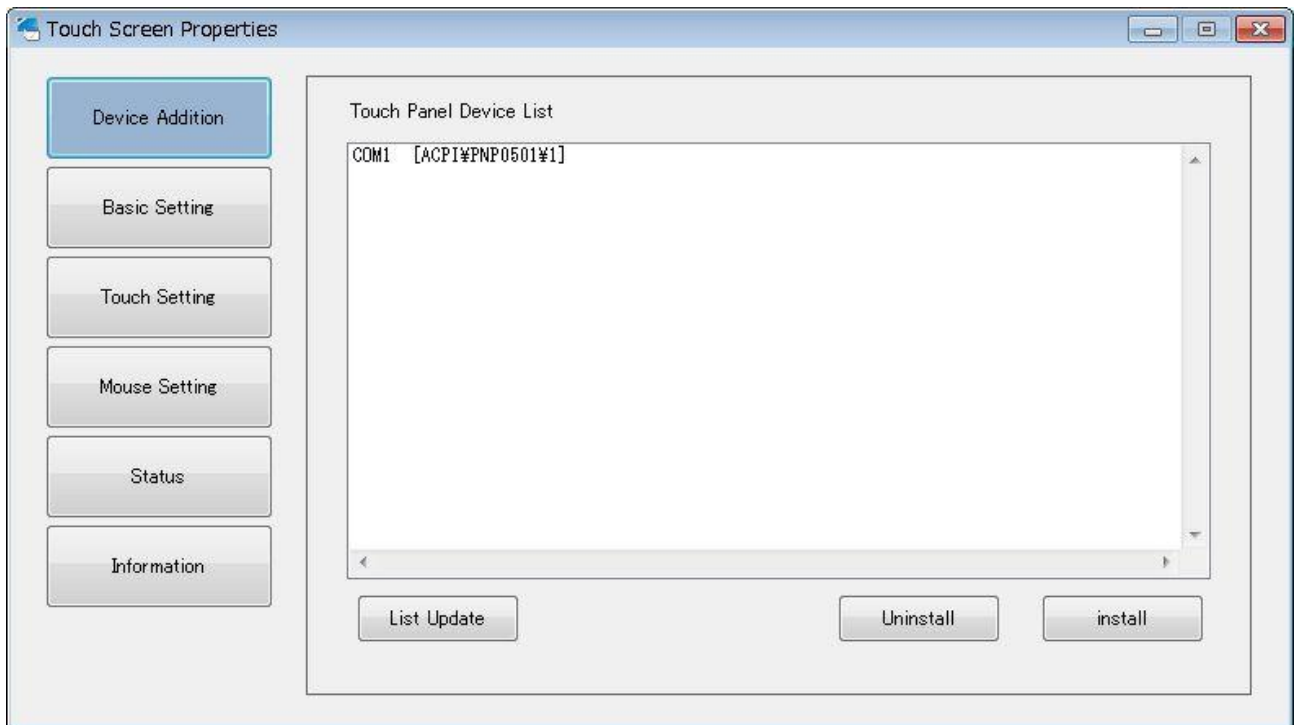 Touch Screen Properties
Device Addition
Basic Setting
Touch Setting
Mouse Setting
Status
Information
Touch Panel Device List
COM1 [ACPI¥PNP0501¥1]
List Update
Uninstall
install